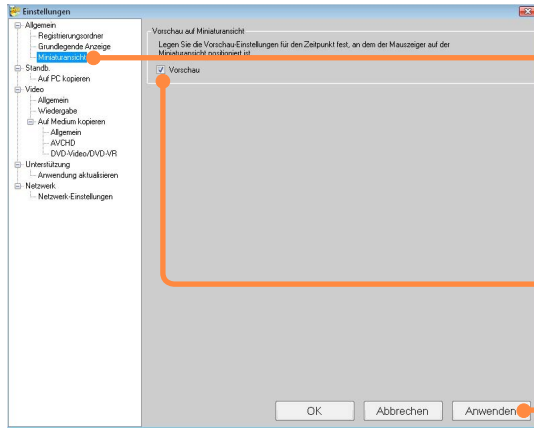 Einstellungen
Allgemein
Registrierungsordner
Grundlegende Anzeige
Miniaturansicht
Standb.
Auf PC kopieren
Video
Allgemein
Wiedergabe
Auf Medium kopieren
Allgemein
AVCHD
DVD-Video/DVD-VR
Unterstützung
Anwendung aktualisieren
Netzwerk
Netzwerk-Einstellungen
Vorschau auf Miniaturansicht
Legen Sie die Vorschau-Einstellungen für den Zeitpunkt fest, an dem der Mauszeiger auf der
Miniaturansicht positioniert ist.
Vorschau
OK
Abbrechen
Anwenden